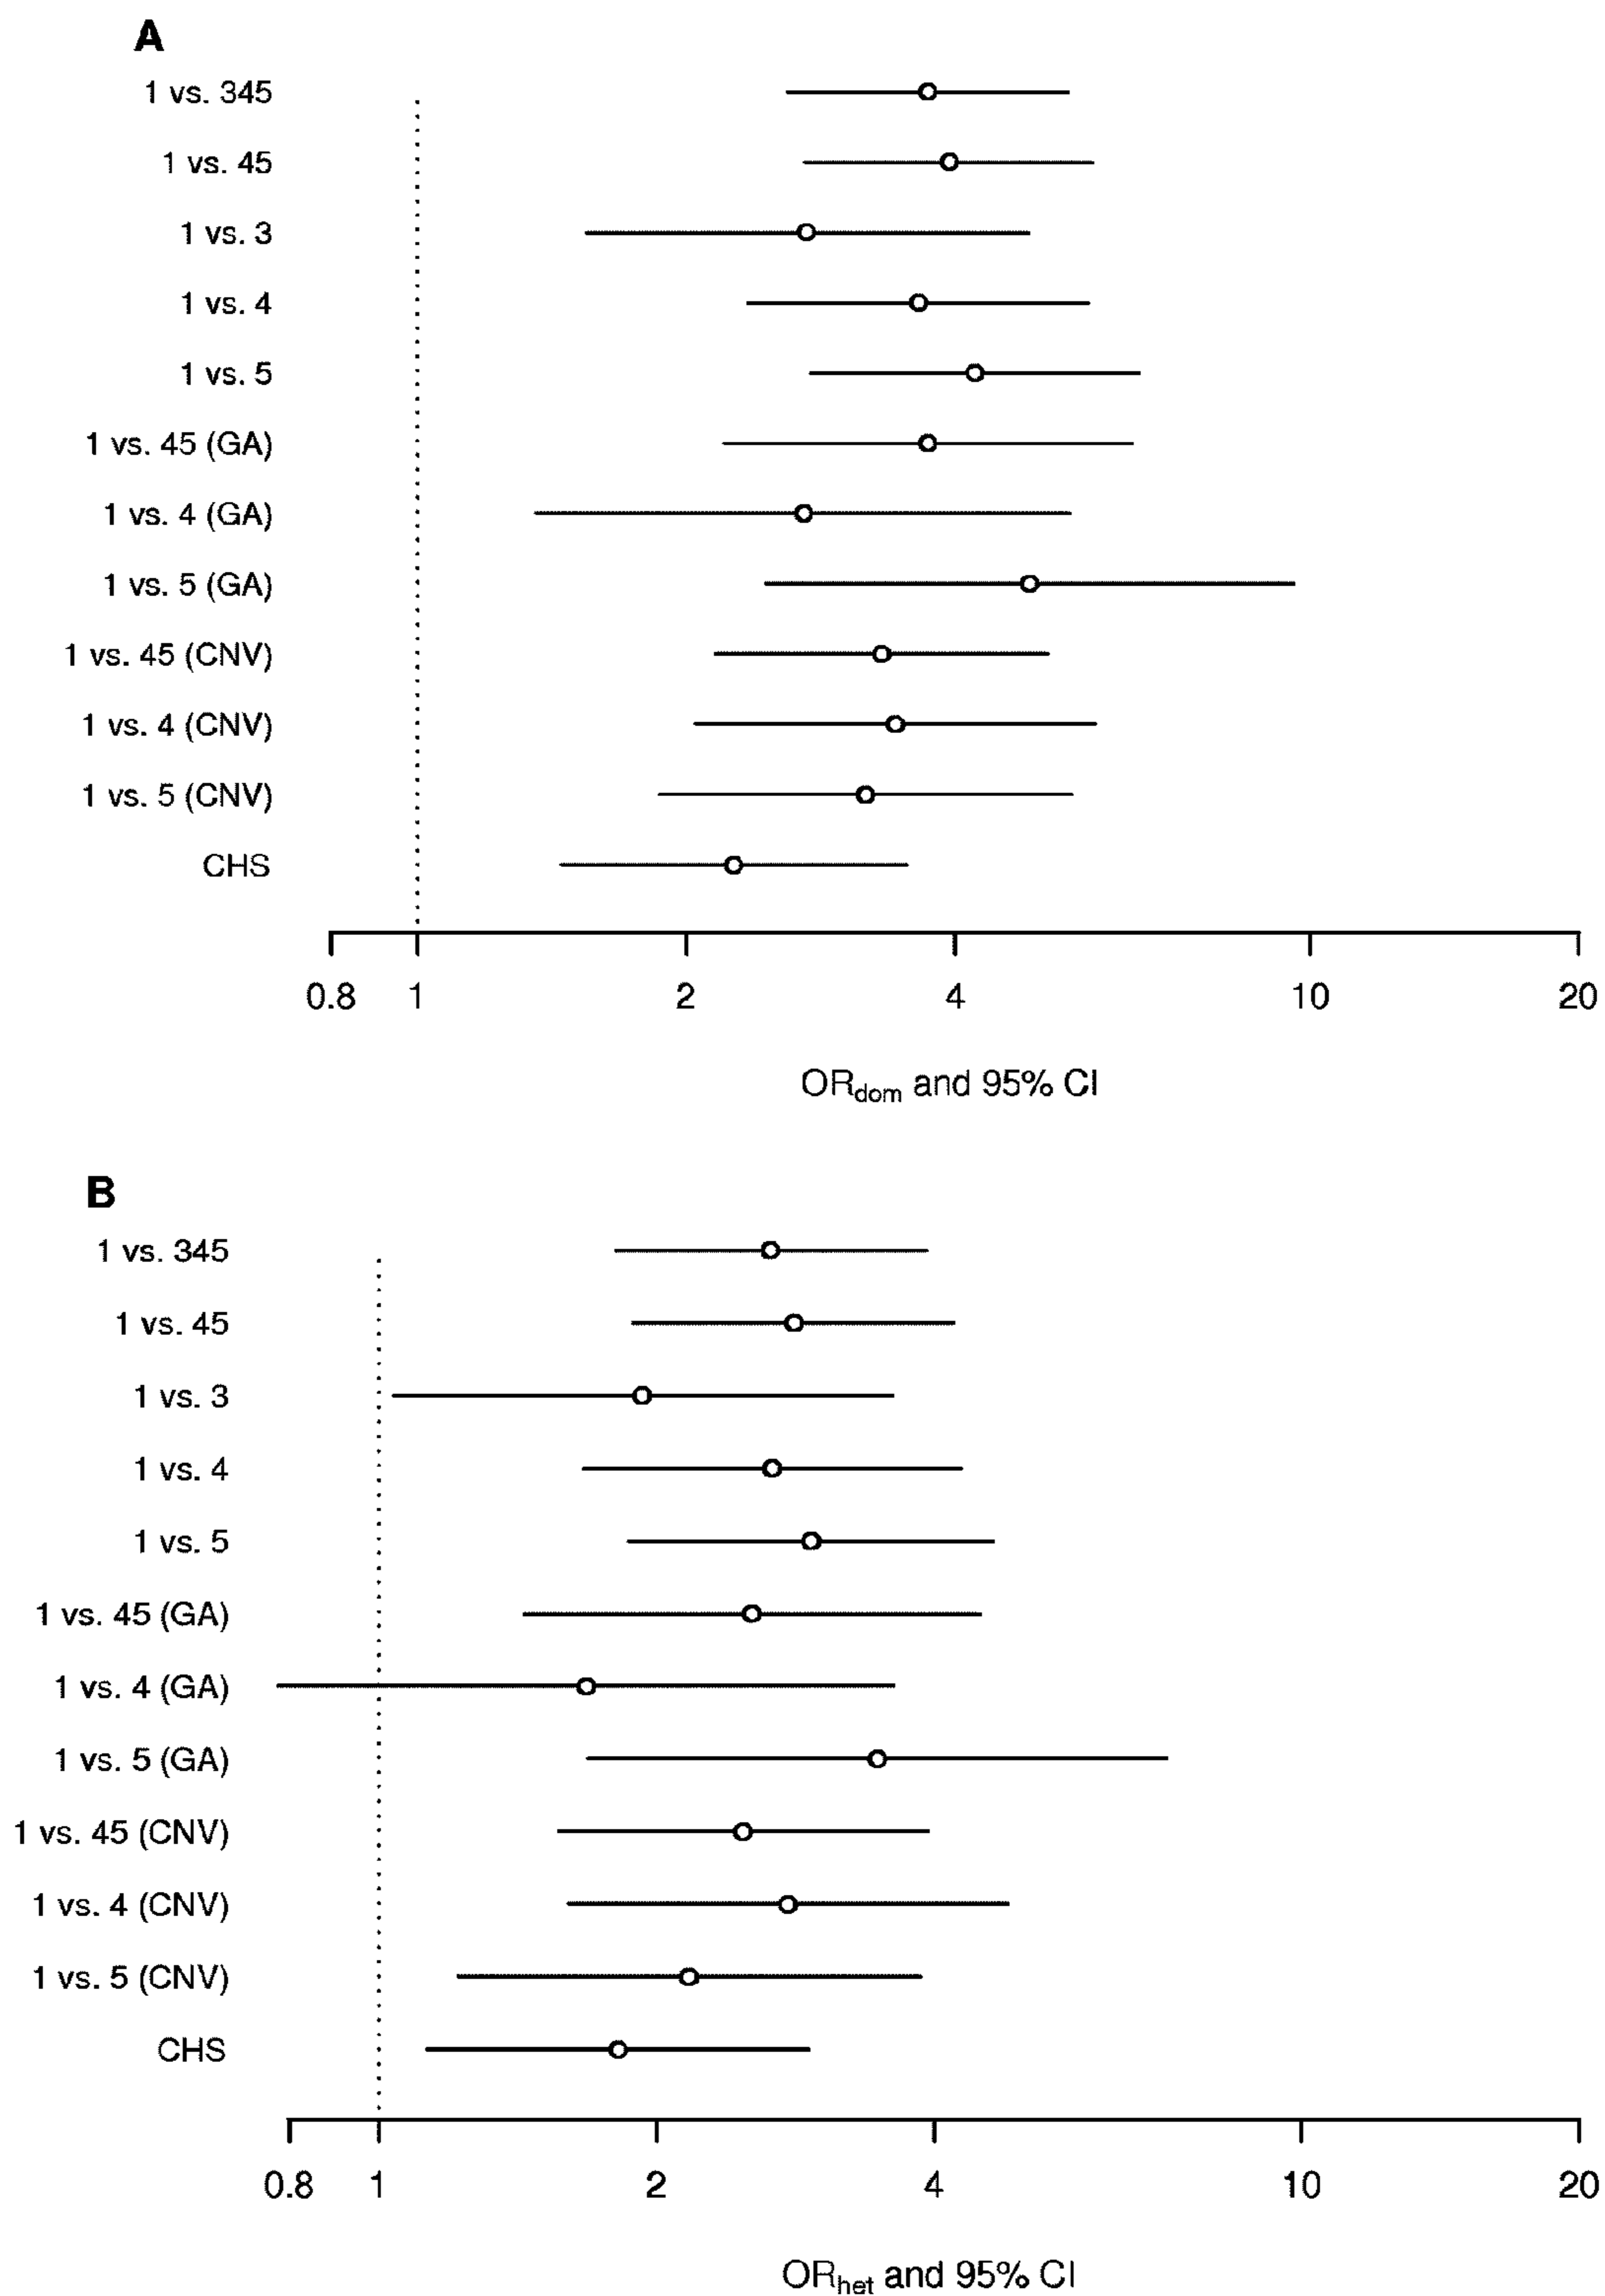 A
1 vs. 345
1 vs. 45
1 vs. 3
1 vs. 4
1 vs. 5
1 vs. 45 (GA)
1 vs. 4 (GA)
1 vs. 5 (GA)
1 vs. 45 (CNV)
1 vs. 4 (CNV)
1 vs. 5 (CNV)
CHS
0.8 1 2 4 10 20
ORdom and 95% CI
B
1 vs. 345
1 vs. 45
1 vs. 3
1 vs. 4
1 vs. 5
1 vs. 45 (GA)
1 vs. 4 (GA)
1 vs. 5 (GA)
1 vs. 45 (CNV)
1 vs. 4 (CNV)
1 vs. 5 (CNV)
CHS
0.8 1 2 4 10 20
ORhet and 95% CI